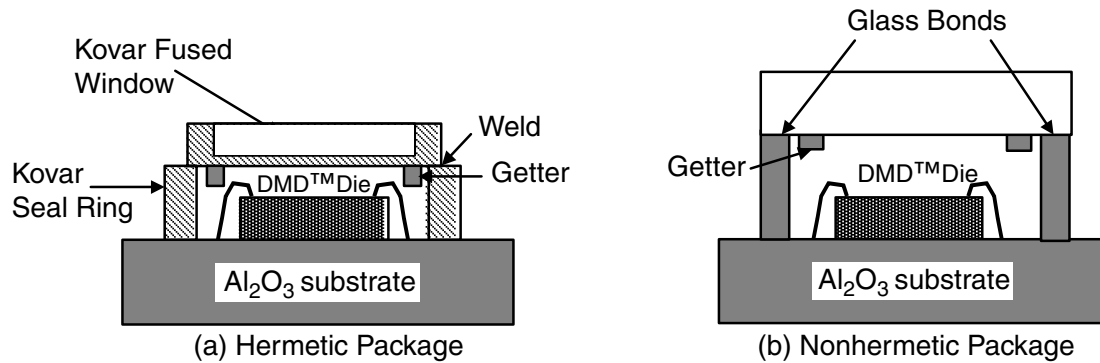 Kovar Fused
Window
Weld
Kovar
Seal Ring
DMD™Die
Getter
Al₂O₃ substrate
(a) Hermetic Package
Glass Bonds
Getter
DMD™Die
Al₂O₃ substrate
(b) Nonhermetic Package